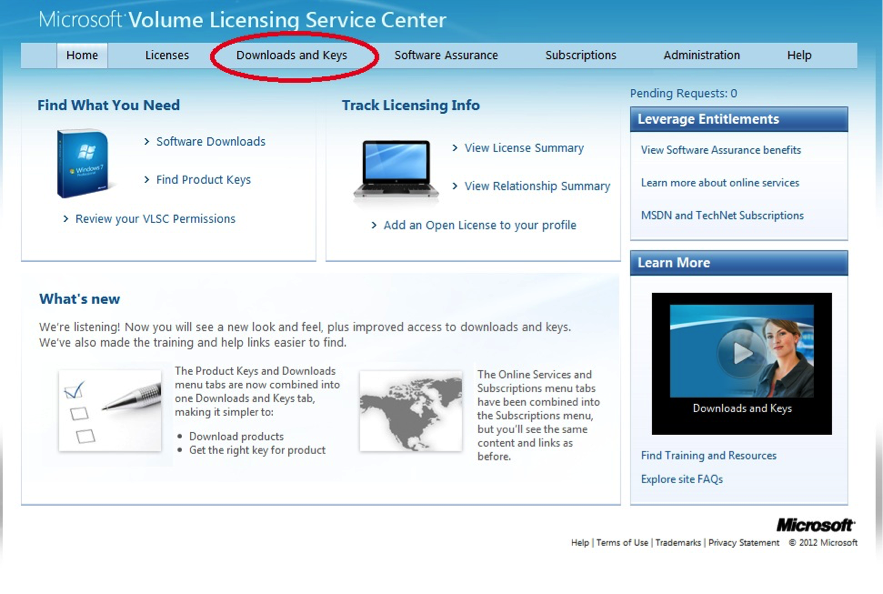 Microsoft Volume Licensing Service Center
Home Licenses Downloads and Keys Software Assurance Subscriptions Administration Help
Find What You Need
Software Downloads
Find Product Keys
Review your VLSC Permissions
Windows 7
Track Licensing Info
View License Summary
View Relationship Summary
Add an Open License to your profile
Pending Requests: 0
Leverage Entitlements
View Software Assurance benefits
Learn more about online services
MSDN and TechNet Subscriptions
What's new
We're listening! Now you will see a new look and feel, plus improved access to downloads and keys.
We've also made the training and help links easier to find.
The Product Keys and Downloads
menu tabs are now combined into
one Downloads and Keys tab,
making it simpler to:
• Download products
• Get the right key for product
The Online Services and
Subscriptions menu tabs
have been combined into
the Subscriptions menu,
but you'll see the same
content and links as
before.
Learn More
Downloads and Keys
Find Training and Resources
Explore site FAQs
Microsoft
Help | Terms of Use | Trademarks | Privacy Statement © 2012 Microsoft